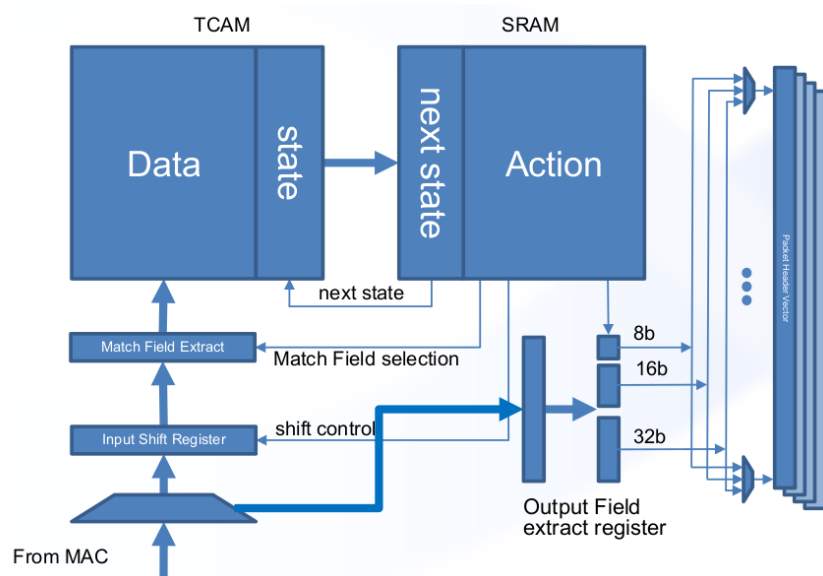 TCAM
SRAM
Data
state
next state
Action
Packet Header Vector
next state
8b
Match Field Extract
Match Field selection
16b
shift control
Input Shift Register
32b
Output Field
extract register
From MAC